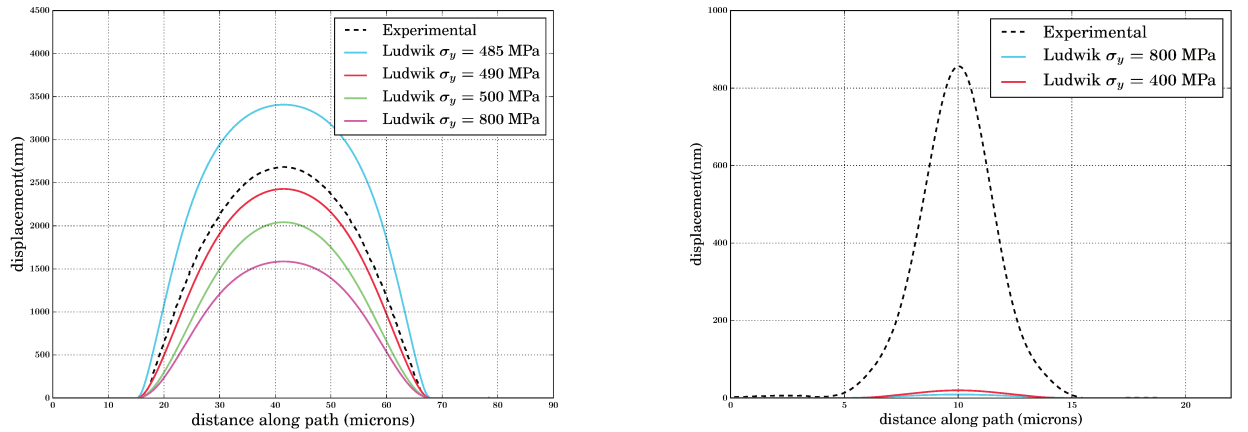 4500
4000
3500
3000
2500
2000
1500
1000
500
0
displacement(nm)
0 10 20 30 40 50 60 70 80 90
distance along path (microns)
Experimental
Ludwik σy = 485 MPa
Ludwik σy = 490 MPa
Ludwik σy = 500 MPa
Ludwik σy = 800 MPa
1000
800
600
400
200
0
displacement(nm)
0 5 10 15 20
distance along path (microns)
Experimental
Ludwik σy = 800 MPa
Ludwik σy = 400 MPa